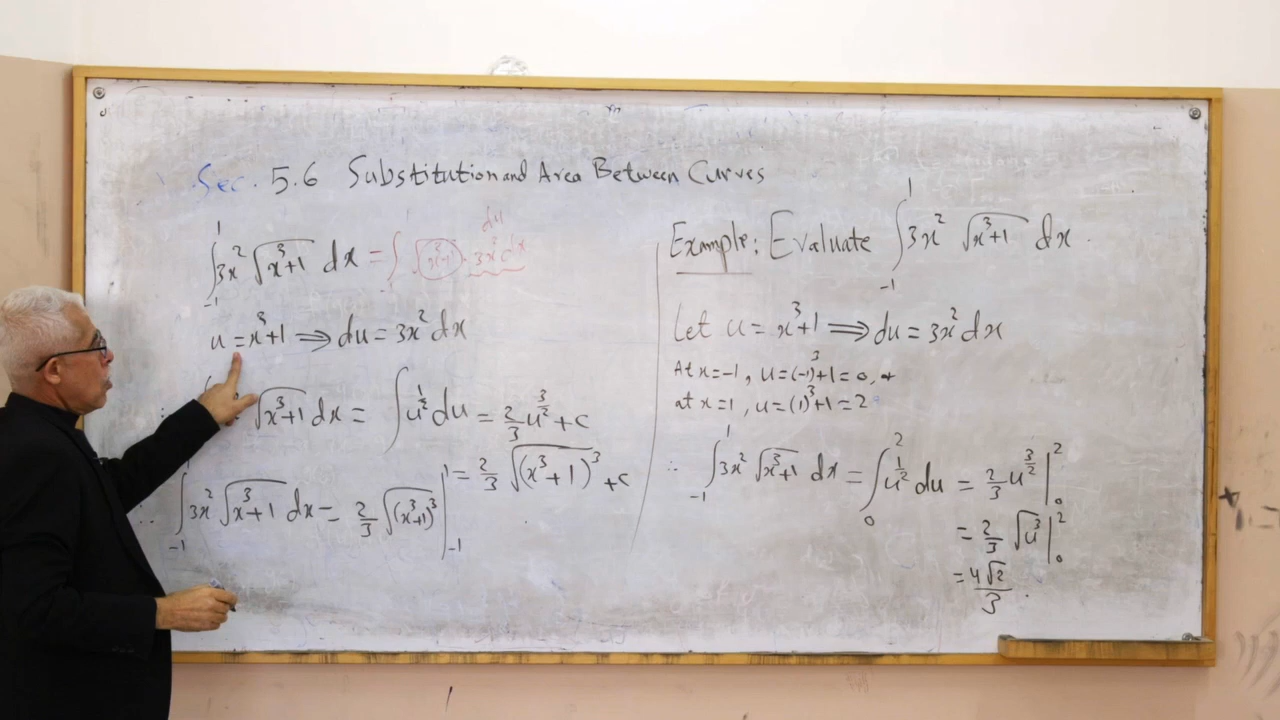 Sec. 5.6 Substitution and Area Between Curves
∫_{-1}^{1} 3x² √(x³+1) dx = ∫ √(x³+1) · 3x² dx
du
u = x³+1 ⟹ du = 3x² dx
√(x³+1) dx = ∫ u^{1/2} du = 2/3 u^{3/2} + c
= 2/3 √((x³+1)³) + c
∫_{-1} 3x² √(x³+1) dx = 2/3 √((x³+1)³) |_{-1}^{1}
Example: Evaluate ∫_{-1}^{1} 3x² √(x³+1) dx.
Let u = x³+1 ⟹ du = 3x² dx
At x=-1, u=(-1)³+1=0, +
at x=1, u=(1)³+1=2
∴ ∫_{-1}^{1} 3x² √(x³+1) dx = ∫_{0}^{2} u^{1/2} du = 2/3 u^{3/2} |_{0}^{2}
= 2/3 √(u³) |_{0}^{2}
= 4√2/3.